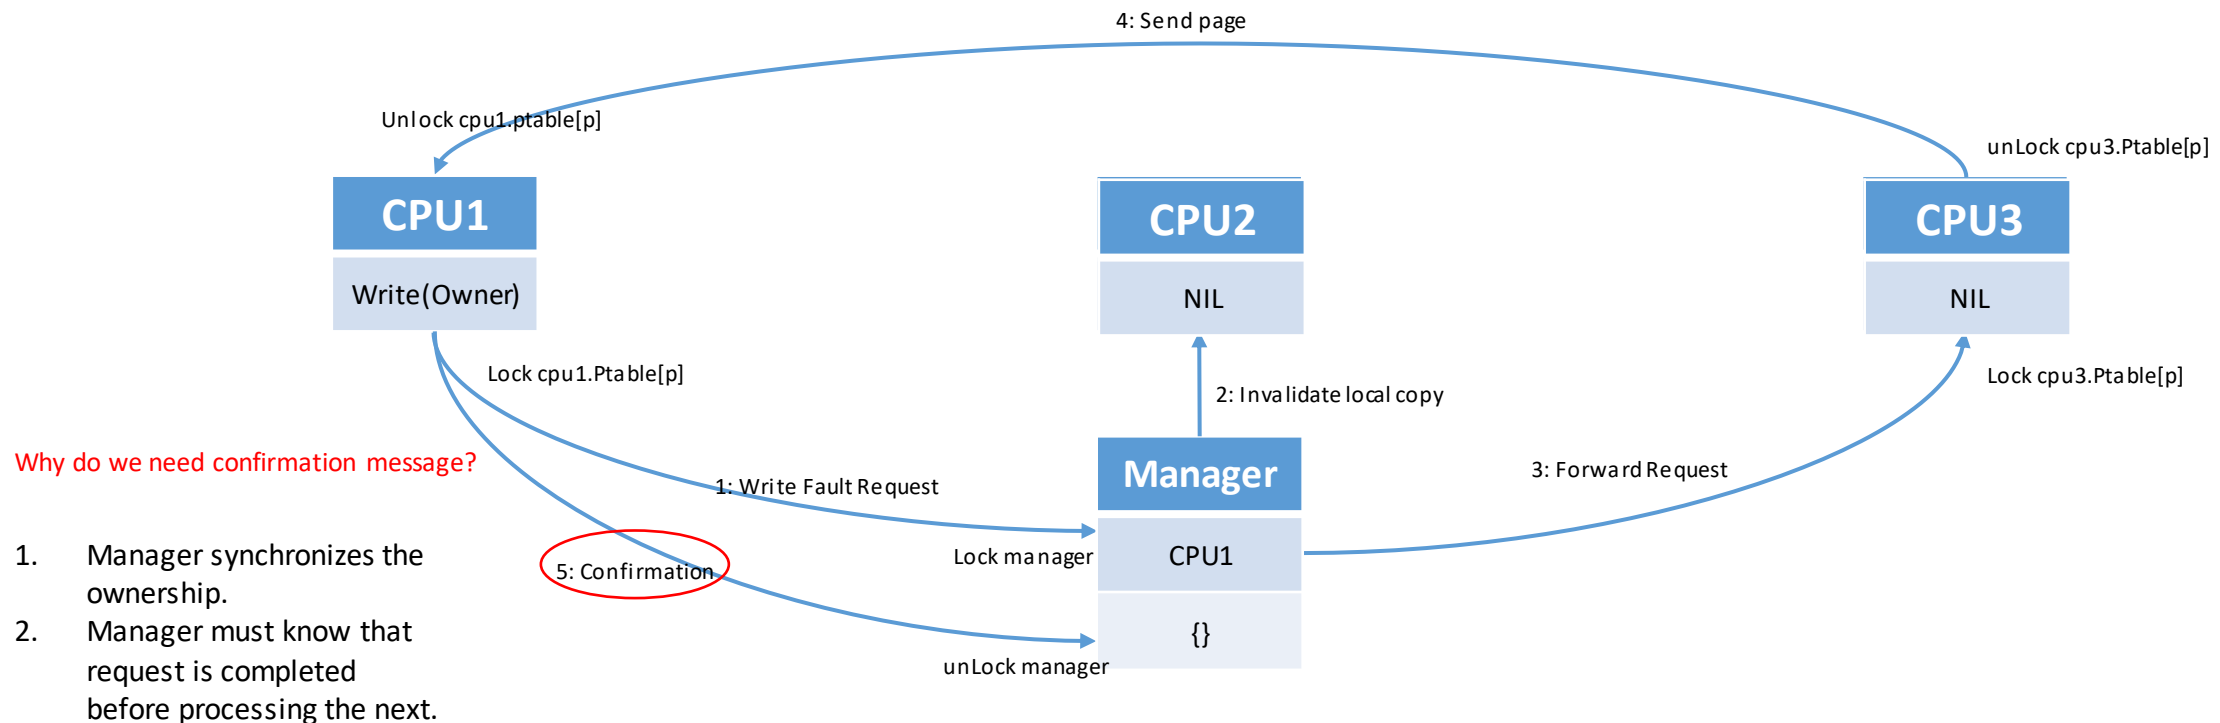 4: Send page
Unlock cpu1.ptable[p]
unLock cpu3.Ptable[p]
CPU1
CPU2
CPU3
Write(Owner)
NIL
NIL
Lock cpu1.Ptable[p]
Lock cpu3.Ptable[p]
2: Invalidate local copy
Why do we need confirmation message?
Manager
3: Forward Request
1: Write Fault Request
Lock manager
CPU1
5: Confirmation
1. Manager synchronizes the
ownership.
2. Manager must know that
request is completed
before processing the next.
{}
unLock manager